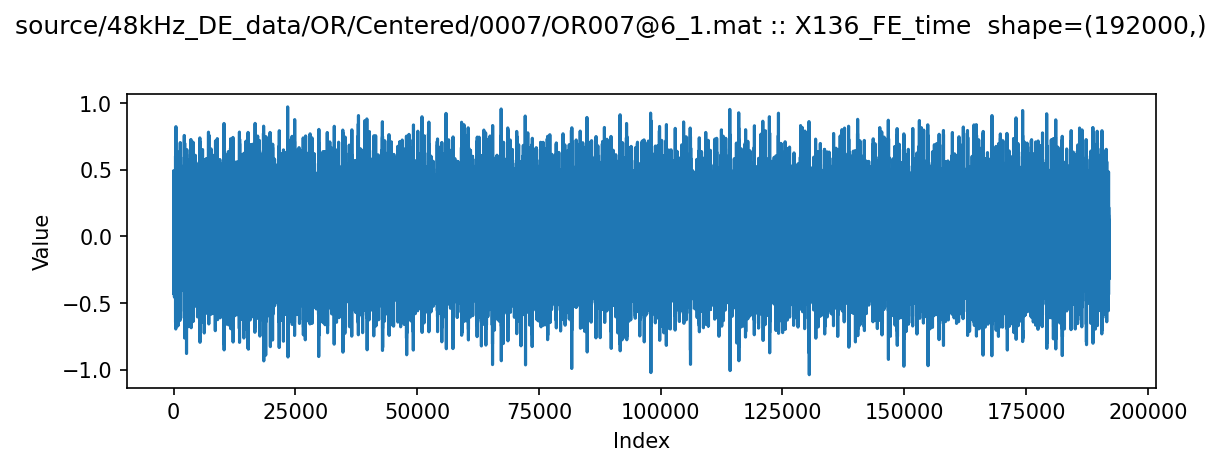 source/48kHz_DE_data/OR/Centered/0007/OR007@6_1.mat :: X136_FE_time  shape=(192000,)
1.0
0.5
0.0
−0.5
−1.0
Value
0 25000 50000 75000 100000 125000 150000 175000 200000
Index